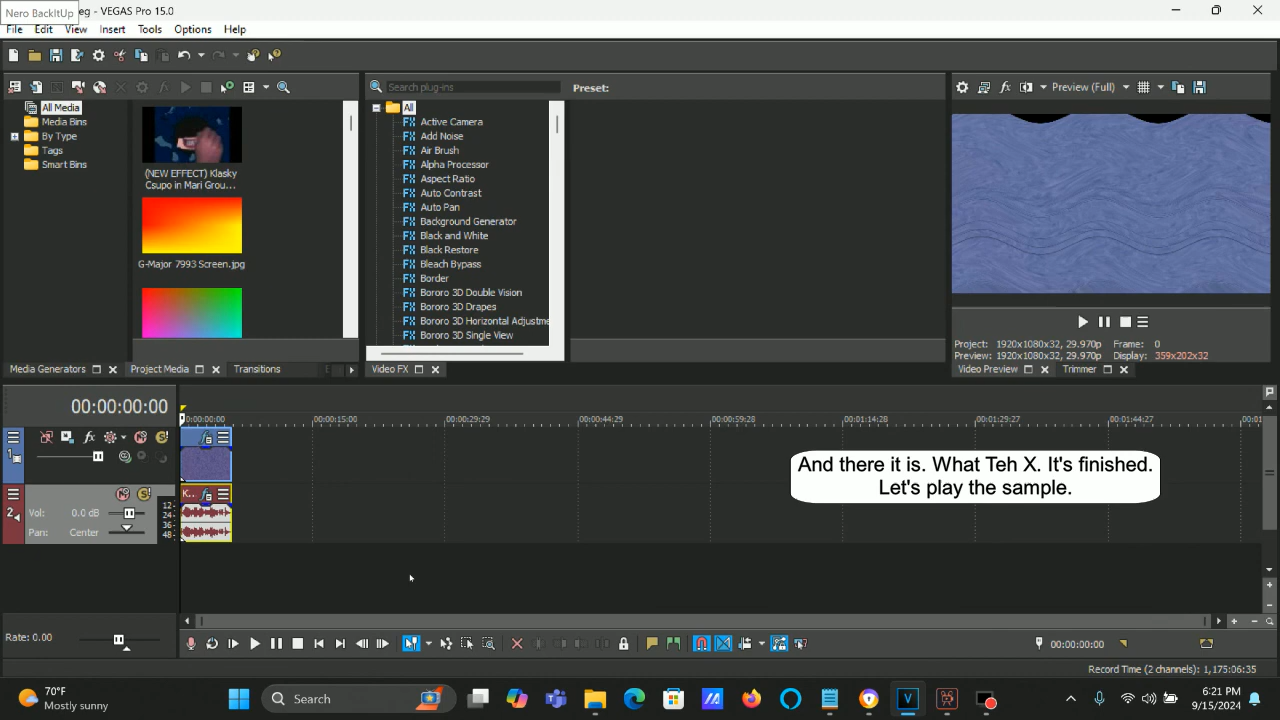 Nero BackItUp
eg - VEGAS Pro 15.0
File Edit View Insert Tools Options Help
Search plug-ins
Preset:
Preview (Full)
All Media
Media Bins
By Type
Tags
Smart Bins
(NEW EFFECT) Klasky
Csupo in Mari Grou...
G-Major 7993 Screen.jpg
All
Active Camera
Add Noise
Air Brush
Alpha Processor
Aspect Ratio
Auto Contrast
Auto Pan
Background Generator
Black and White
Black Restore
Bleach Bypass
Border
Bororo 3D Double Vision
Bororo 3D Drapes
Bororo 3D Horizontal Adjustme
Bororo 3D Single View
Project: 1920x1080x32, 29.970p Frame: 0
Preview: 1920x1080x32, 29.970p Display: 359x202x32
Media Generators Project Media Transitions
Video FX
Video Preview Trimmer
00:00:00:00
0:00:00:00 00:00:15:00 00:00:29:29 00:00:44:29 00:00:59:28 00:01:14:28 00:01:29:27 00:01:44:27 00:01
1
And there it is. What Teh X. It's finished.
Let's play the sample.
K...
2
Vol: 0.0 dB
Pan: Center
12-
24-
36-
48-
Rate: 0.00
00:00:00:00
Record Time (2 channels): 1,175:06:35
70°F
Mostly sunny
Search
6:21 PM
9/15/2024